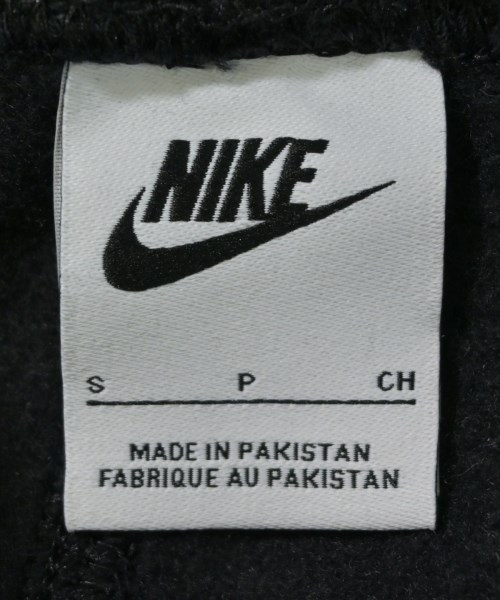 NIKE
S P CH
MADE IN PAKISTAN
FABRIQUE AU PAKISTAN